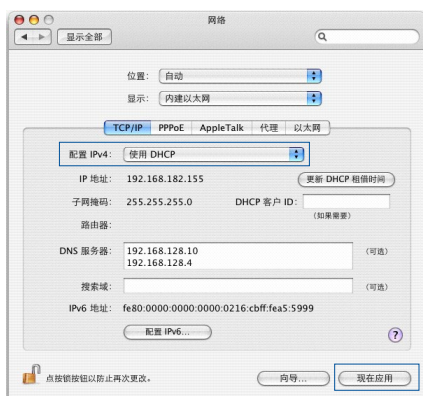 网络
显示全部
位置: 自动
显示: 内建以太网
TCP/IP PPPoE AppleTalk 代理 以太网
配置 IPv4: 使用 DHCP
IP 地址: 192.168.182.155 更新 DHCP 租借时间
子网掩码: 255.255.255.0 DHCP 客户 ID:
(如果需要)
路由器:
DNS 服务器: 192.168.128.10 (可选)
192.168.128.4
搜索域: (可选)
IPv6 地址: fe80:0000:0000:0000:0216:cbff:fea5:5999
配置 IPv6... ?
点按锁按钮以防止再次更改。 向导... 现在应用